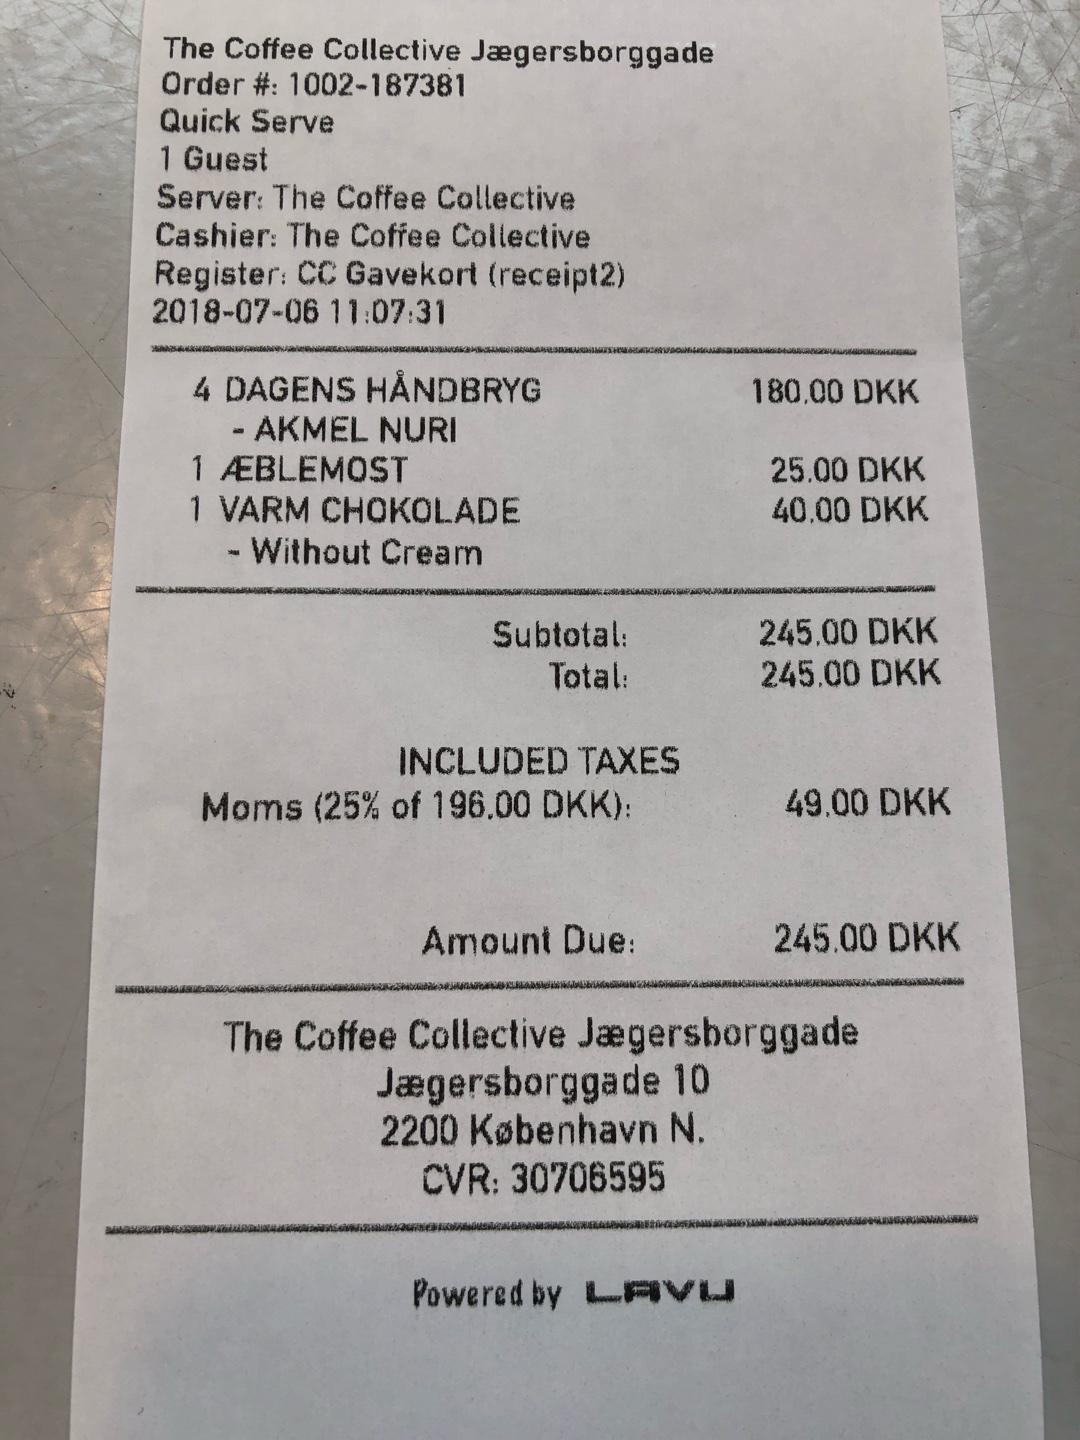 The Coffee Collective Jægersborggade
Order #: 1002-187381
Quick Serve
1 Guest
Server: The Coffee Collective
Cashier: The Coffee Collective
Register: CC Gavekort (receipt2)
2018-07-06 11:07:31
4 DAGENS HÅNDBRYG 180.00 DKK
- AKMEL NURI
1 ÆBLEMOST 25.00 DKK
1 VARM CHOKOLADE 40.00 DKK
- Without Cream
Subtotal: 245.00 DKK
Total: 245.00 DKK
INCLUDED TAXES
Moms (25% of 196.00 DKK): 49.00 DKK
Amount Due: 245.00 DKK
The Coffee Collective Jægersborggade
Jægersborggade 10
2200 København N.
CVR: 30706595
Powered by LAVU